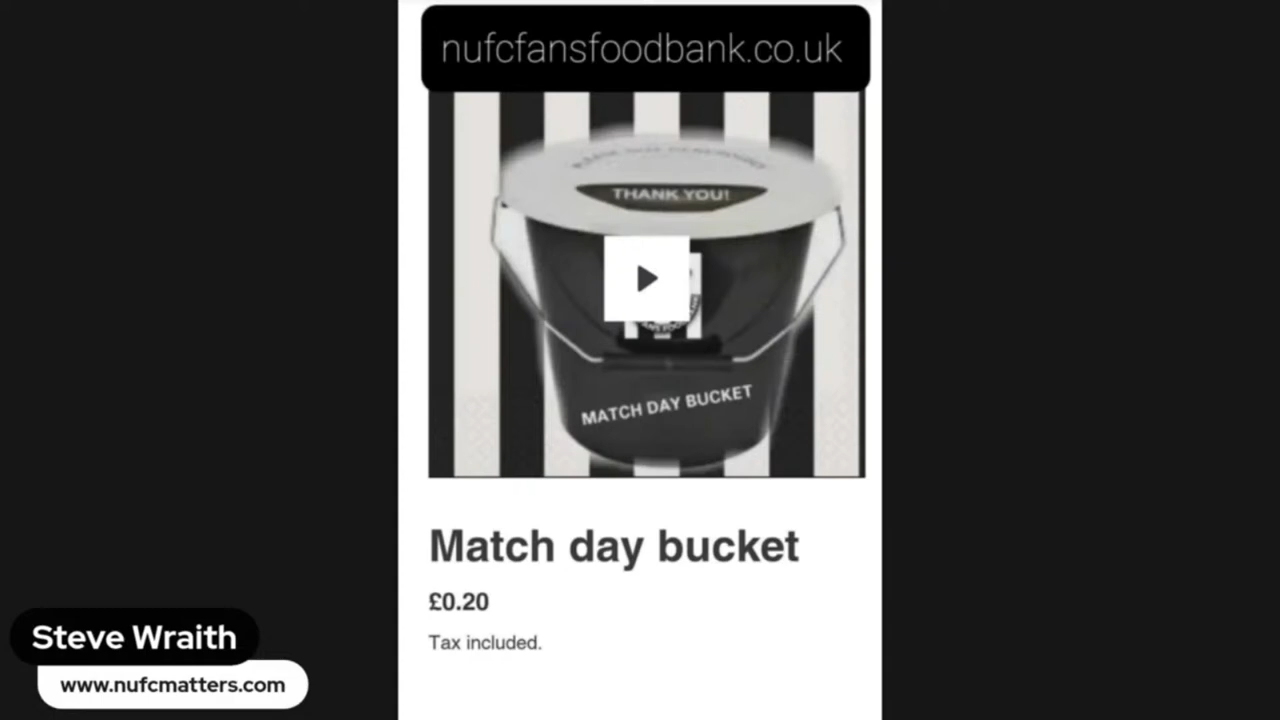 nufcfansfoodbank.co.uk
THANK YOU!
MATCH DAY BUCKET
Match day bucket
£0.20
Tax included.
Steve Wraith
www.nufcmatters.com